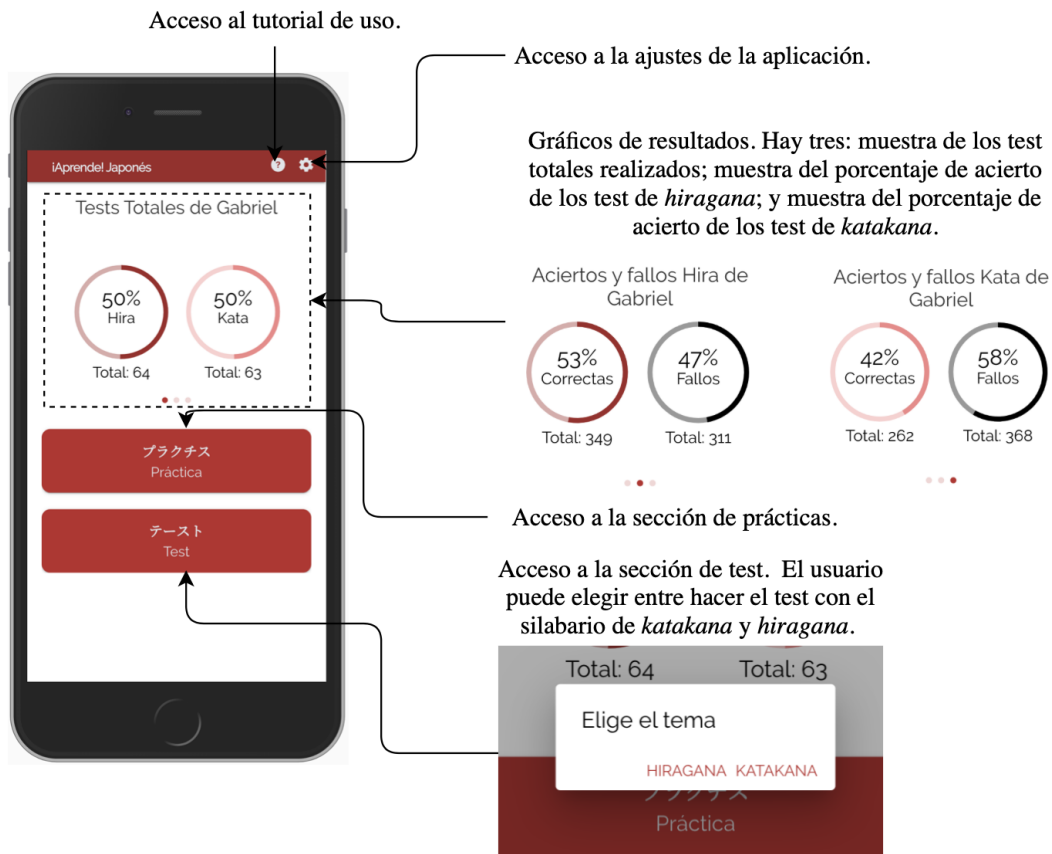 Acceso al tutorial de uso.
Acceso a la ajustes de la aplicación.
¡Aprende! Japonés
?
Tests Totales de Gabriel
50%
Hira
Total: 64
50%
Kata
Total: 63
プラクチス
Práctica
テースト
Test
Gráficos de resultados. Hay tres: muestra de los test
totales realizados; muestra del porcentaje de acierto
de los test de hiragana; y muestra del porcentaje de
acierto de los test de katakana.
Aciertos y fallos Hira de
Gabriel
53%
Correctas
Total: 349
47%
Fallos
Total: 311
Aciertos y fallos Kata de
Gabriel
42%
Correctas
Total: 262
58%
Fallos
Total: 368
Acceso a la sección de prácticas.
Acceso a la sección de test. El usuario
puede elegir entre hacer el test con el
silabario de katakana y hiragana.
Total: 64
Total: 63
Elige el tema
HIRAGANA KATAKANA
プラクチス
Práctica